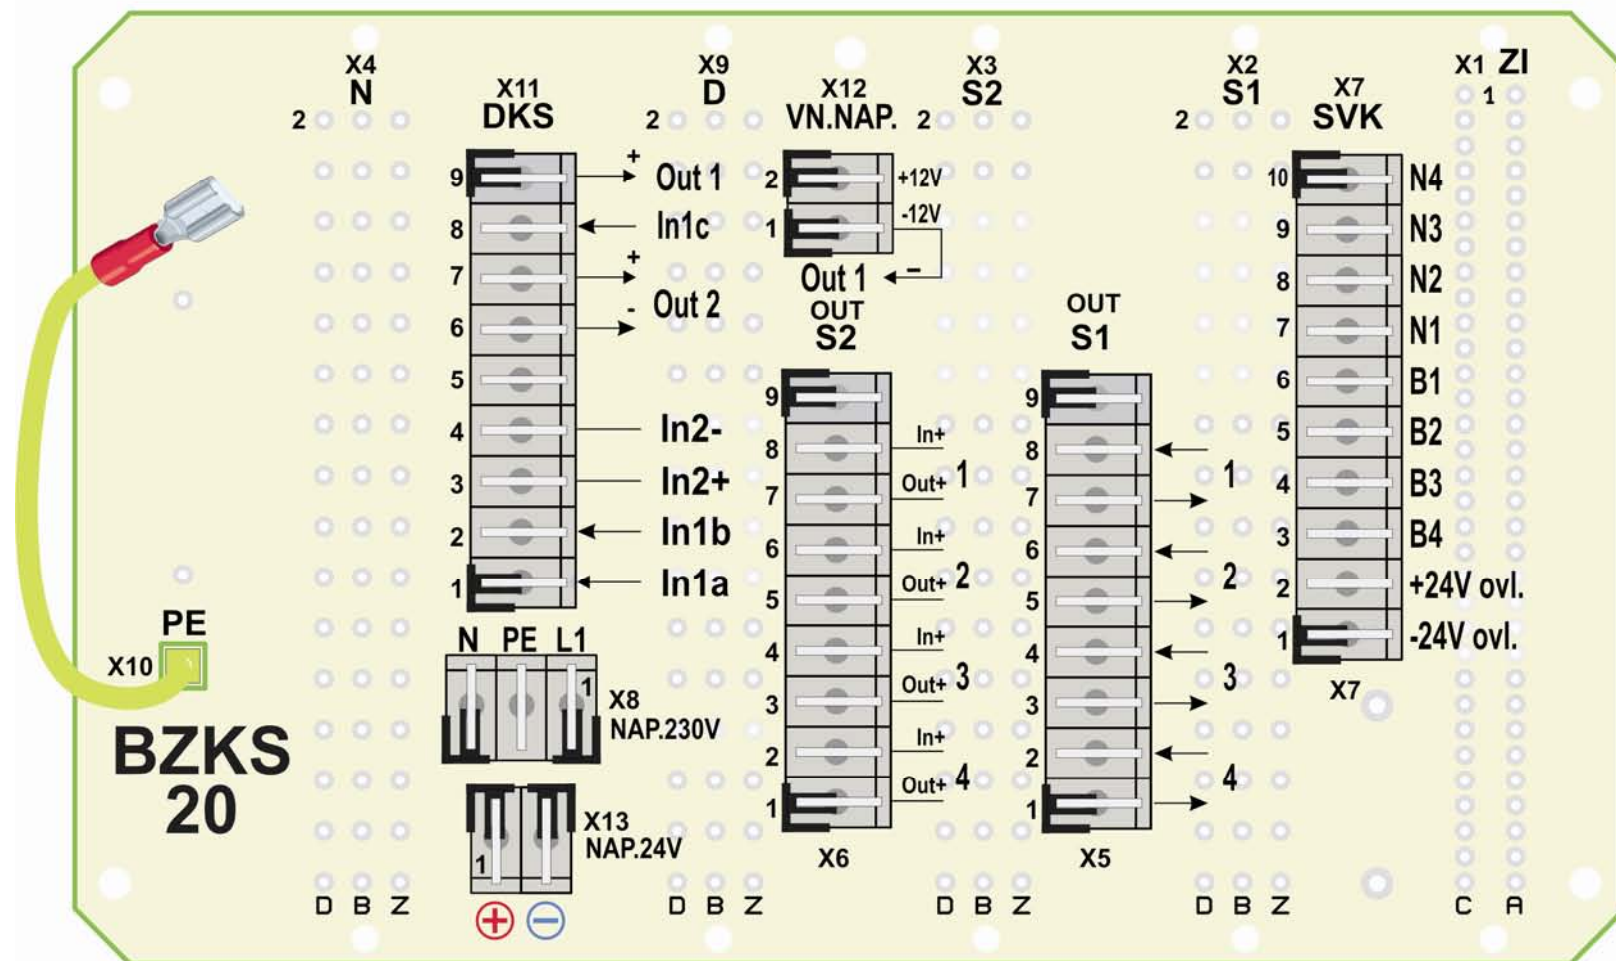 X4
N
X11
DKS
X9
D
X12
VN.NAP.
X3
S2
X2
S1
X7
SVK
X1 ZI
1
2
2
2
2
9
+
Out 1
8
In1c
7
+
Out 2
6
-
5
4
In2-
3
In2+
2
In1b
1
In1a
2
+12V
1
-12V
Out 1
–
OUT
S2
9
8
In+
1
7
Out+
6
In+
2
5
Out+
4
In+
3
3
Out+
2
In+
4
1
Out+
X6
OUT
S1
9
8
1
7
6
2
5
4
3
3
2
4
1
X5
10
N4
9
N3
8
N2
7
N1
6
B1
5
B2
4
B3
3
B4
2
+24V ovl.
1
-24V ovl.
X7
PE
X10
BZKS
20
N PE L1
1
X8
NAP.230V
X13
NAP.24V
1
+ −
D B Z
D B Z
D B Z
D B Z
C A